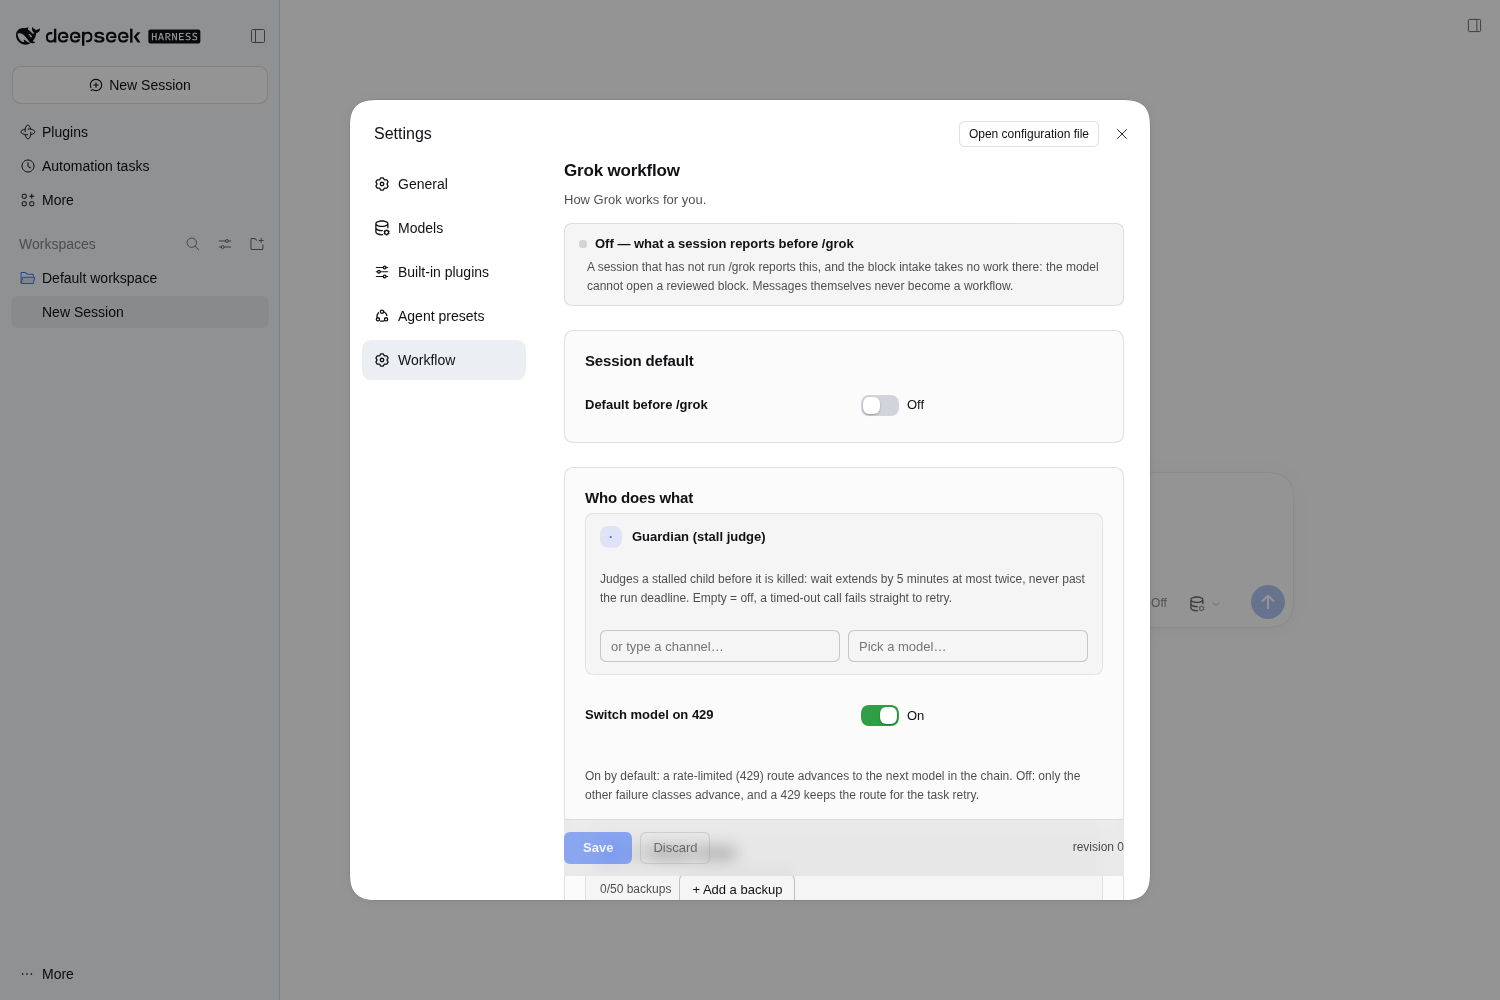 deepseek HARNESS
New Session
Plugins
Automation tasks
More
Workspaces
Default workspace
New Session
More
Off
Settings
Open configuration file
General
Models
Built-in plugins
Agent presets
Workflow
Grok workflow
How Grok works for you.
Off — what a session reports before /grok
A session that has not run /grok reports this, and the block intake takes no work there: the model
cannot open a reviewed block. Messages themselves never become a workflow.
Session default
Default before /grok
Off
Who does what
Guardian (stall judge)
Judges a stalled child before it is killed: wait extends by 5 minutes at most twice, never past
the run deadline. Empty = off, a timed-out call fails straight to retry.
or type a channel…
Pick a model…
Switch model on 429
On
On by default: a rate-limited (429) route advances to the next model in the chain. Off: only the
other failure classes advance, and a 429 keeps the route for the task retry.
Save
Discard
revision 0
0/50 backups
+ Add a backup